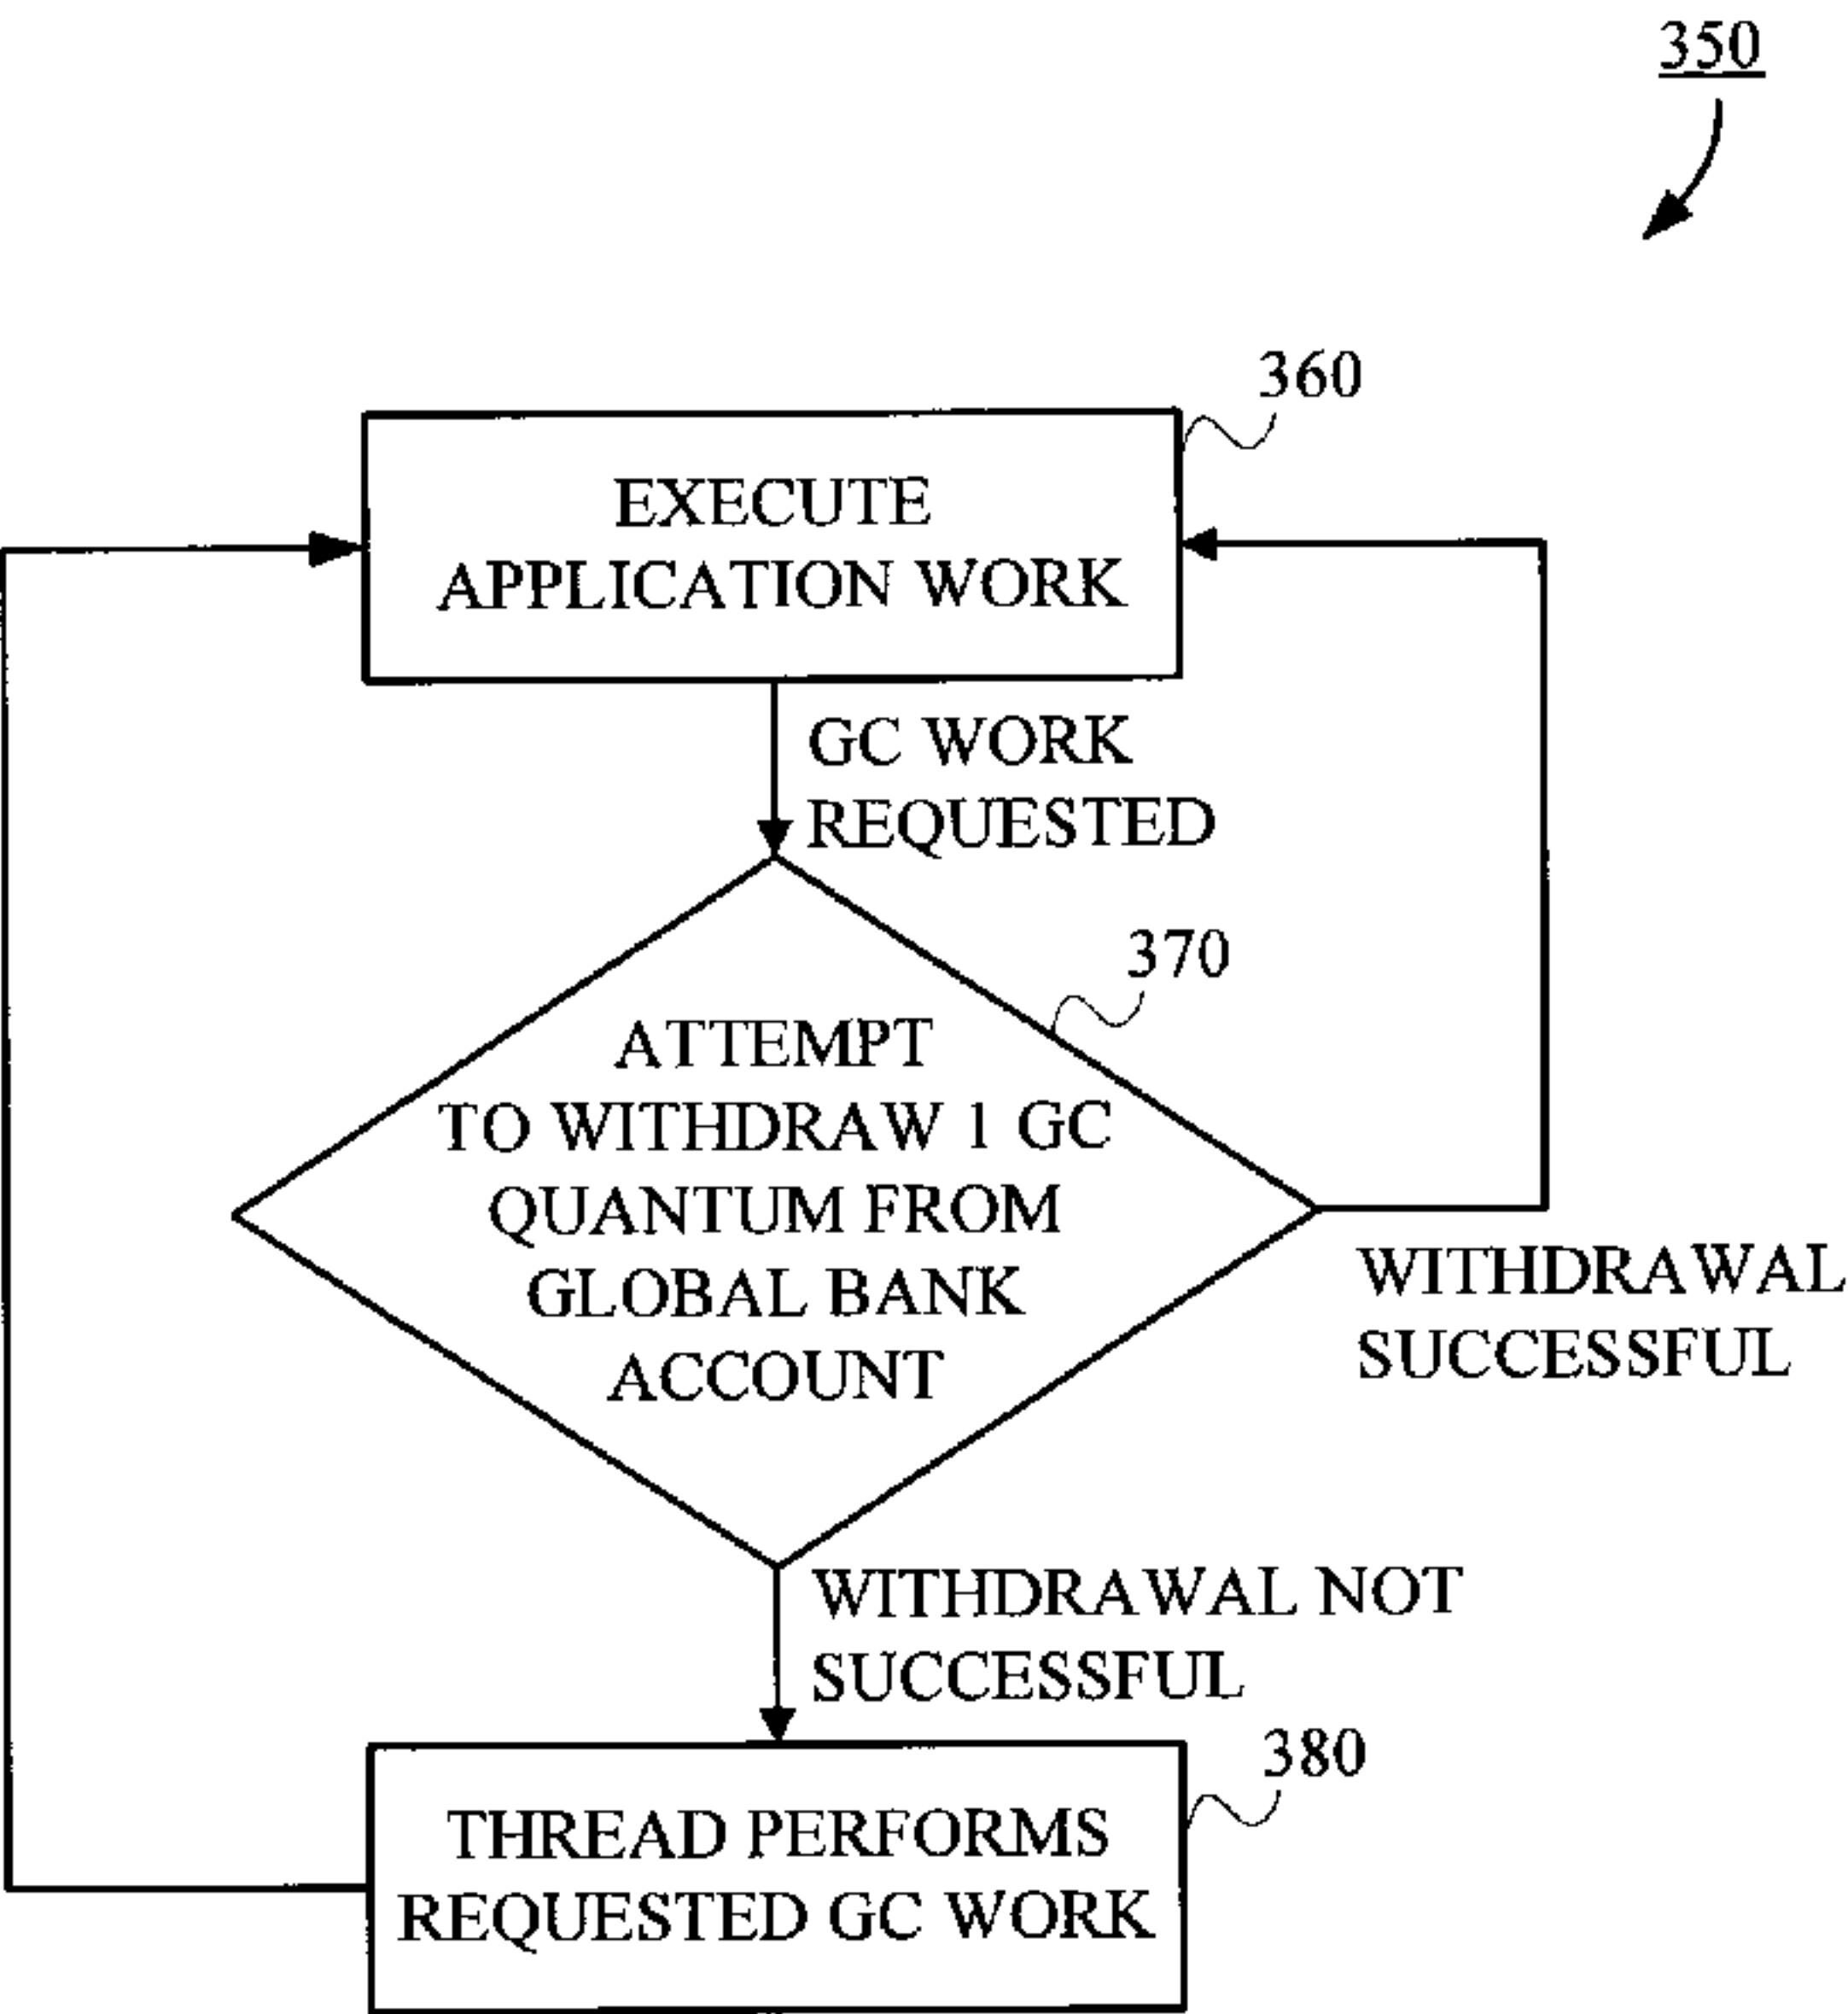 350
360
EXECUTE
APPLICATION WORK
GC WORK
REQUESTED
370
ATTEMPT
TO WITHDRAW 1 GC
QUANTUM FROM
GLOBAL BANK
ACCOUNT
WITHDRAWAL
SUCCESSFUL
WITHDRAWAL NOT
SUCCESSFUL
380
THREAD PERFORMS
REQUESTED GC WORK